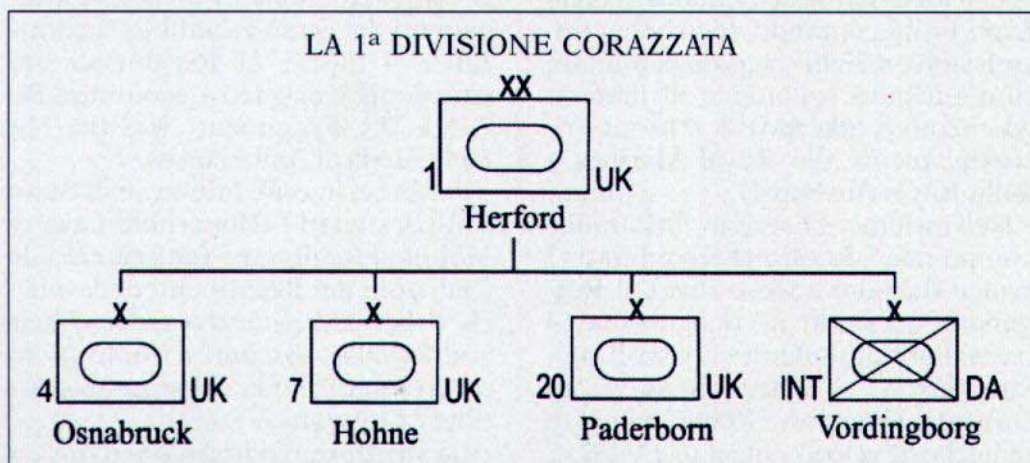 LA 1ª DIVISIONE CORAZZATA
XX
1 UK
Herford
X X X X
4 UK 7 UK 20 UK INT DA
Osnabruck Hohne Paderborn Vordingborg